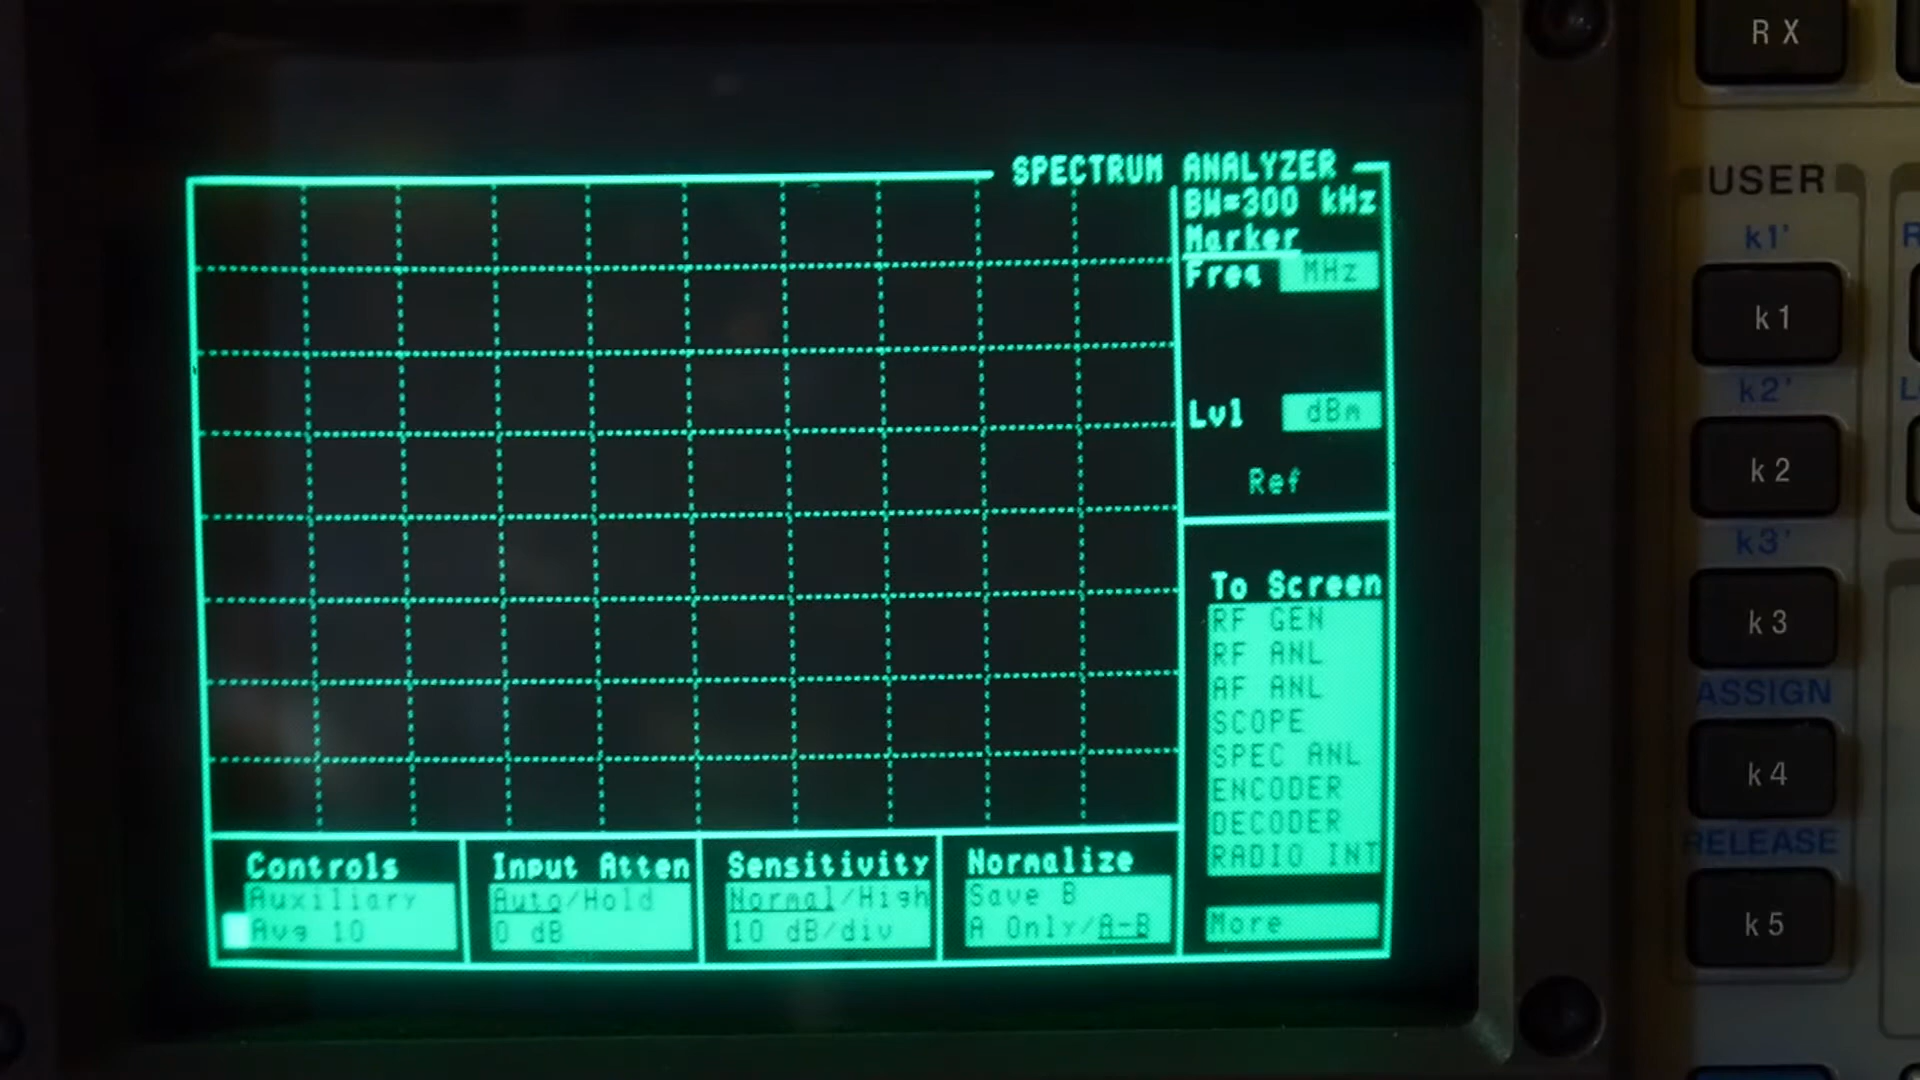 SPECTRUM ANALYZER
BW=300 kHz
Marker
Freq MHz
Lvl dBm
Ref
To Screen
RF GEN
RF ANL
AF ANL
SCOPE
SPEC ANL
ENCODER
DECODER
RADIO INT
More
Controls
Auxiliary
Avg 10
Input Atten
Auto/Hold
0 dB
Sensitivity
Normal/High
10 dB/div
Normalize
Save B
A Only/A-B
RX
USER
k1'
k1
k2'
k2
k3'
k3
ASSIGN
k4
RELEASE
k5